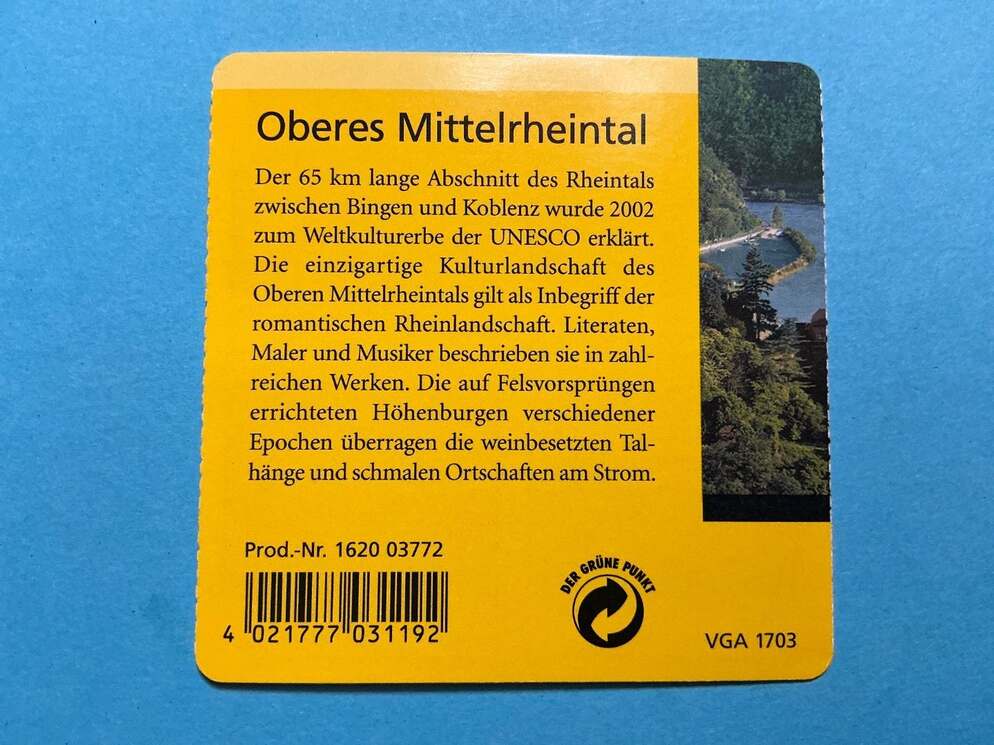 Oberes Mittelrheintal
Der 65 km lange Abschnitt des Rheintals
zwischen Bingen und Koblenz wurde 2002
zum Weltkulturerbe der UNESCO erklärt.
Die einzigartige Kulturlandschaft des
Oberen Mittelrheintals gilt als Inbegriff der
romantischen Rheinlandschaft. Literaten,
Maler und Musiker beschrieben sie in zahl-
reichen Werken. Die auf Felsvorsprüngen
errichteten Höhenburgen verschiedener
Epochen überragen die weinbesetzten Tal-
hänge und schmalen Ortschaften am Strom.
Prod.-Nr. 1620 03772
4 021777 031192
DER GRÜNE PUNKT
VGA 1703